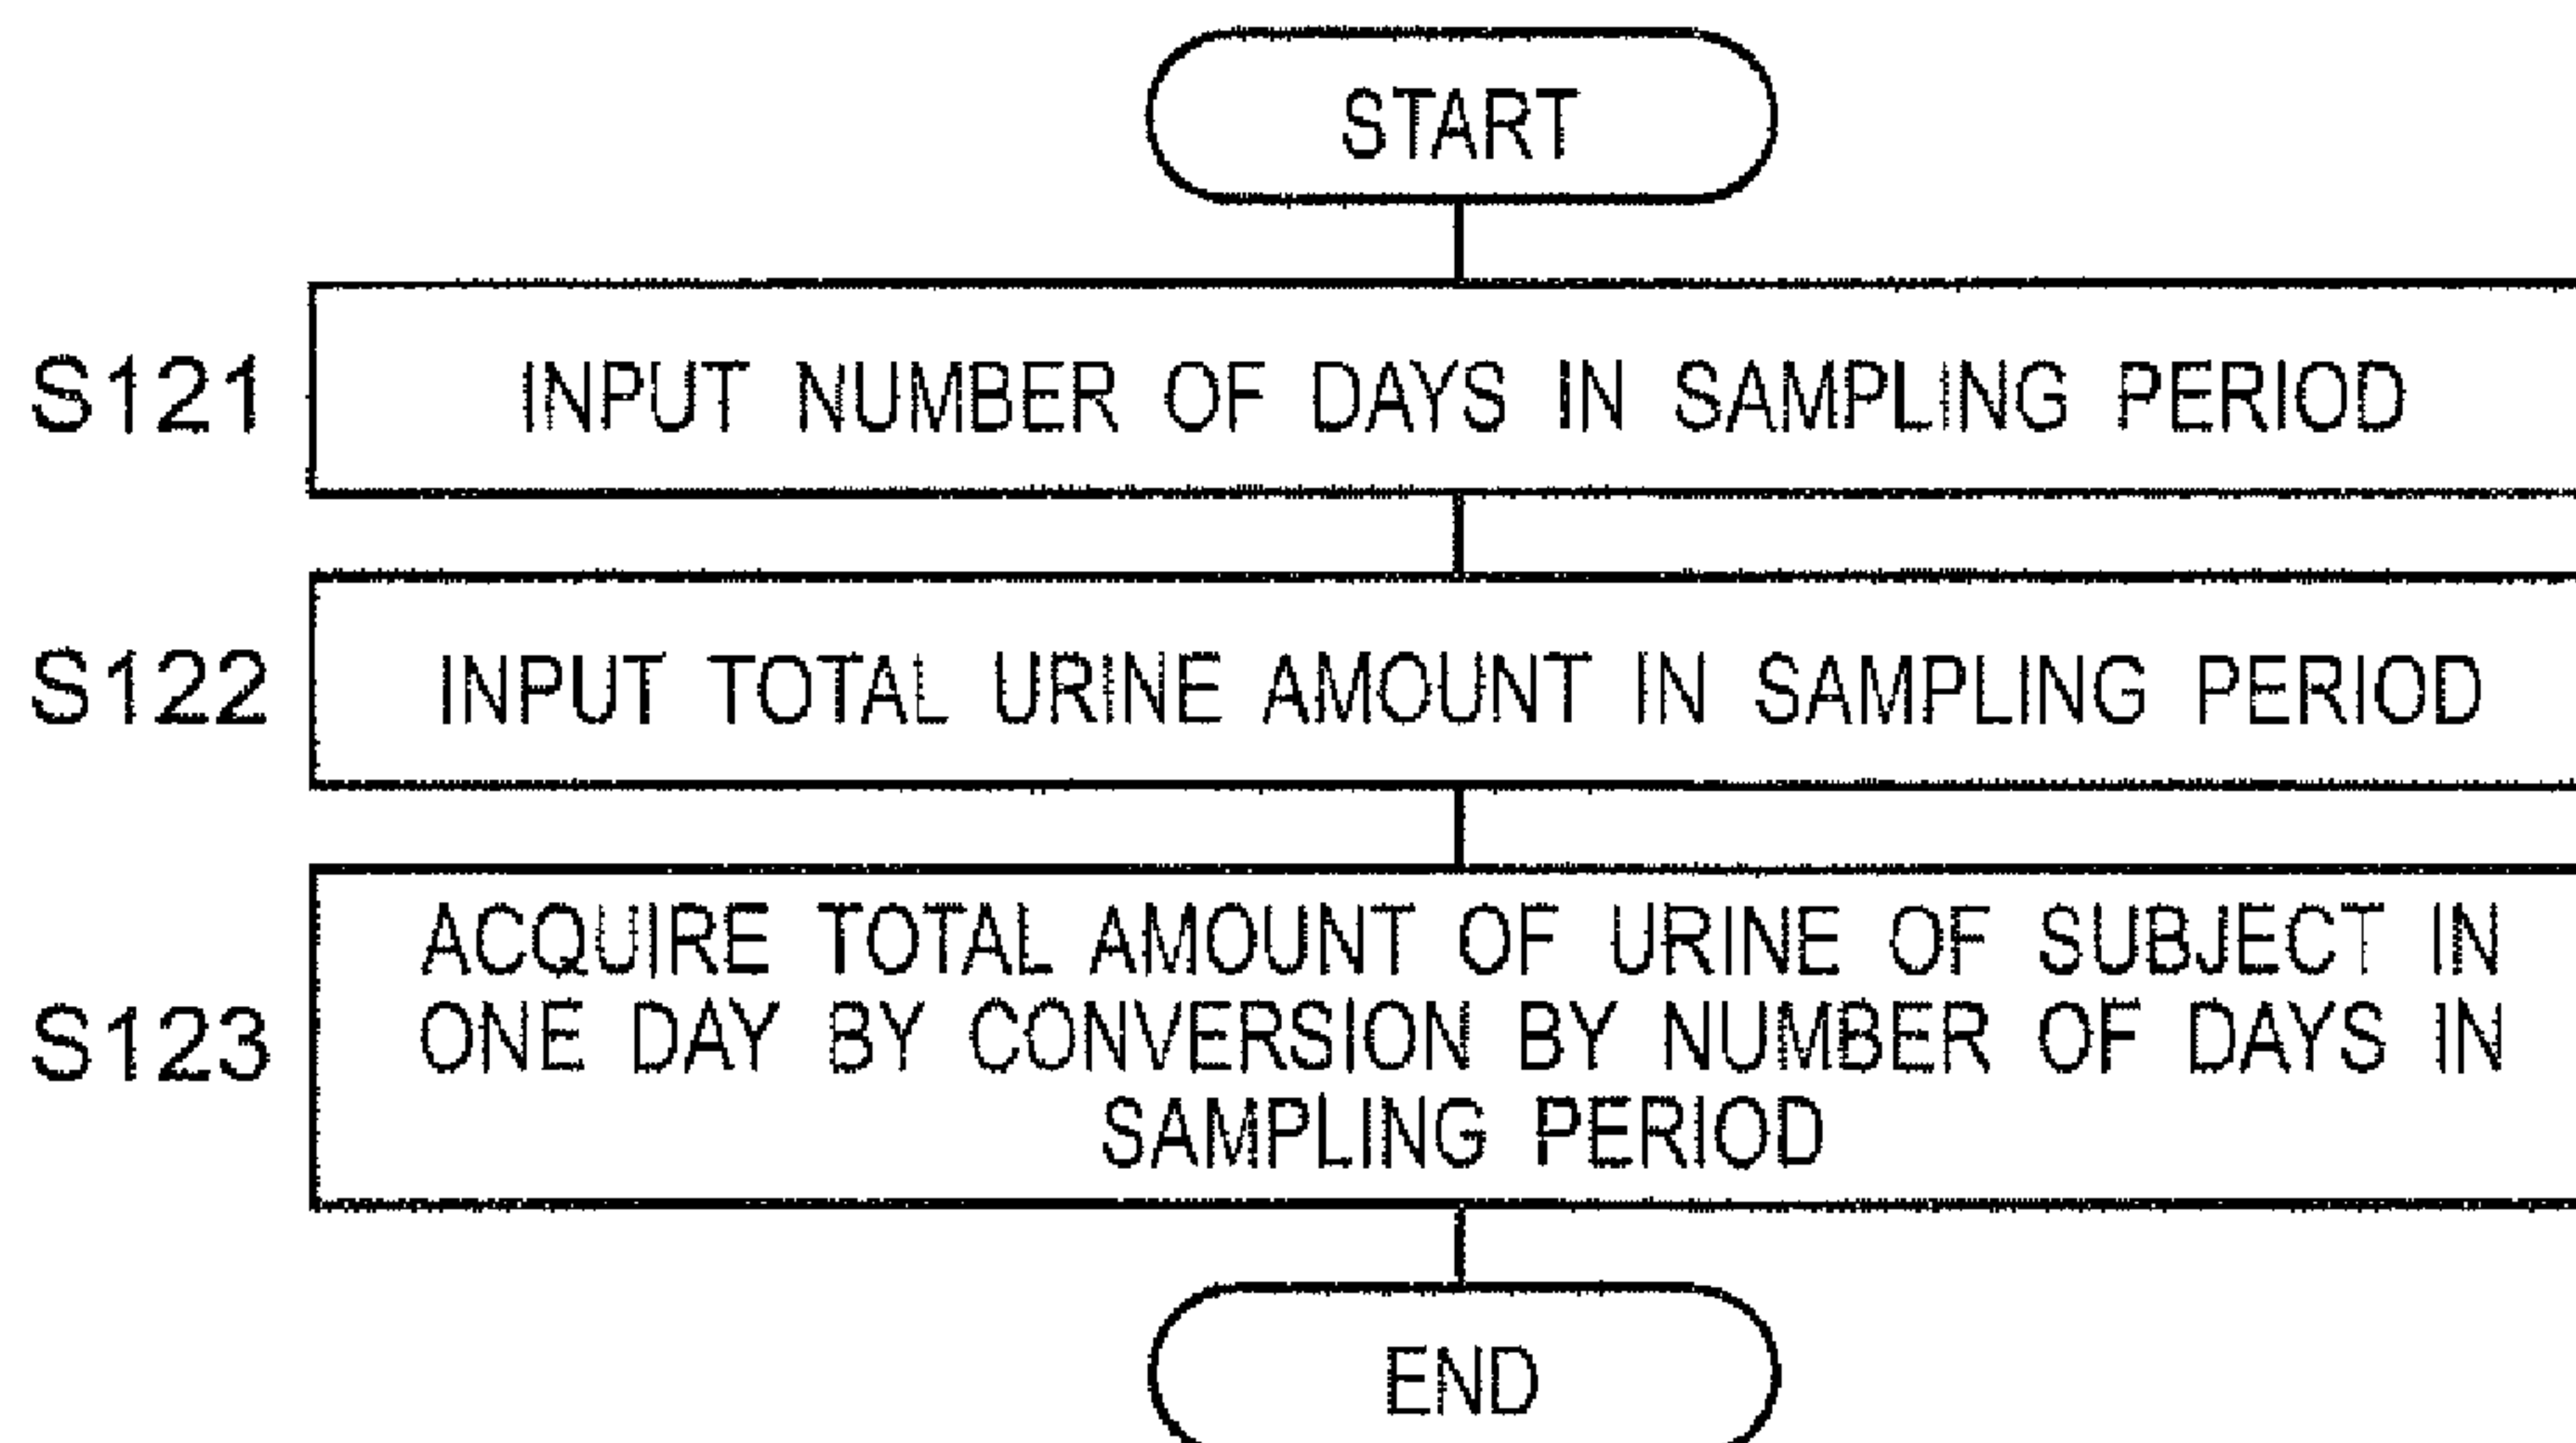 START
S121
INPUT NUMBER OF DAYS IN SAMPLING PERIOD
S122
INPUT TOTAL URINE AMOUNT IN SAMPLING PERIOD
S123
ACQUIRE TOTAL AMOUNT OF URINE OF SUBJECT IN
ONE DAY BY CONVERSION BY NUMBER OF DAYS IN
SAMPLING PERIOD
END